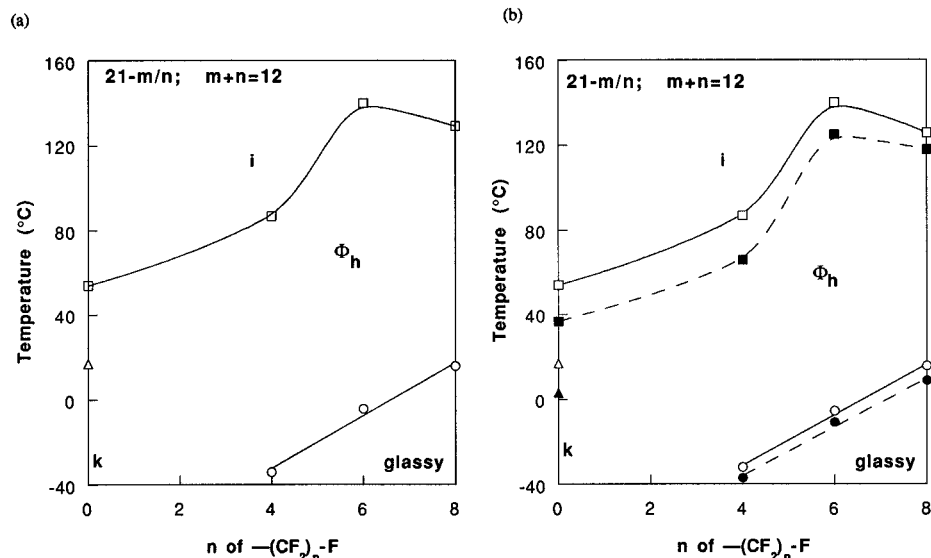 (a)
160
21-m/n; m+n=12
120
i
80
Φh
40
0
k
glassy
-40
0 2 4 6 8
Temperature (°C)
n of —(CF2)n-F
(b)
160
21-m/n; m+n=12
120
i
80
Φh
40
0
k
glassy
-40
0 2 4 6 8
Temperature (°C)
n of —(CF2)n-F